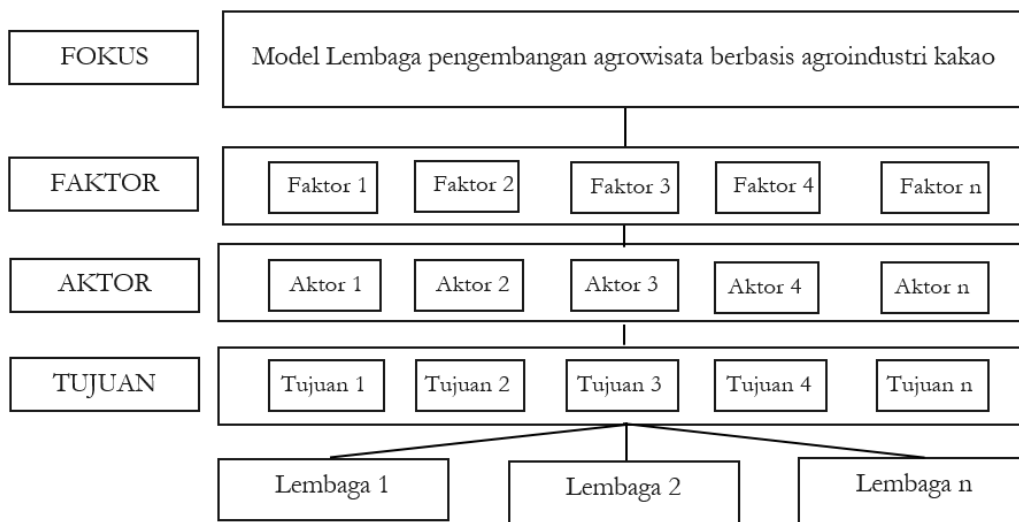 FOKUS
Model Lembaga pengembangan agrowisata berbasis agroindustri kakao
FAKTOR
Faktor 1
Faktor 2
Faktor 3
Faktor 4
Faktor n
AKTOR
Aktor 1
Aktor 2
Aktor 3
Aktor 4
Aktor n
TUJUAN
Tujuan 1
Tujuan 2
Tujuan 3
Tujuan 4
Tujuan n
Lembaga 1
Lembaga 2
Lembaga n